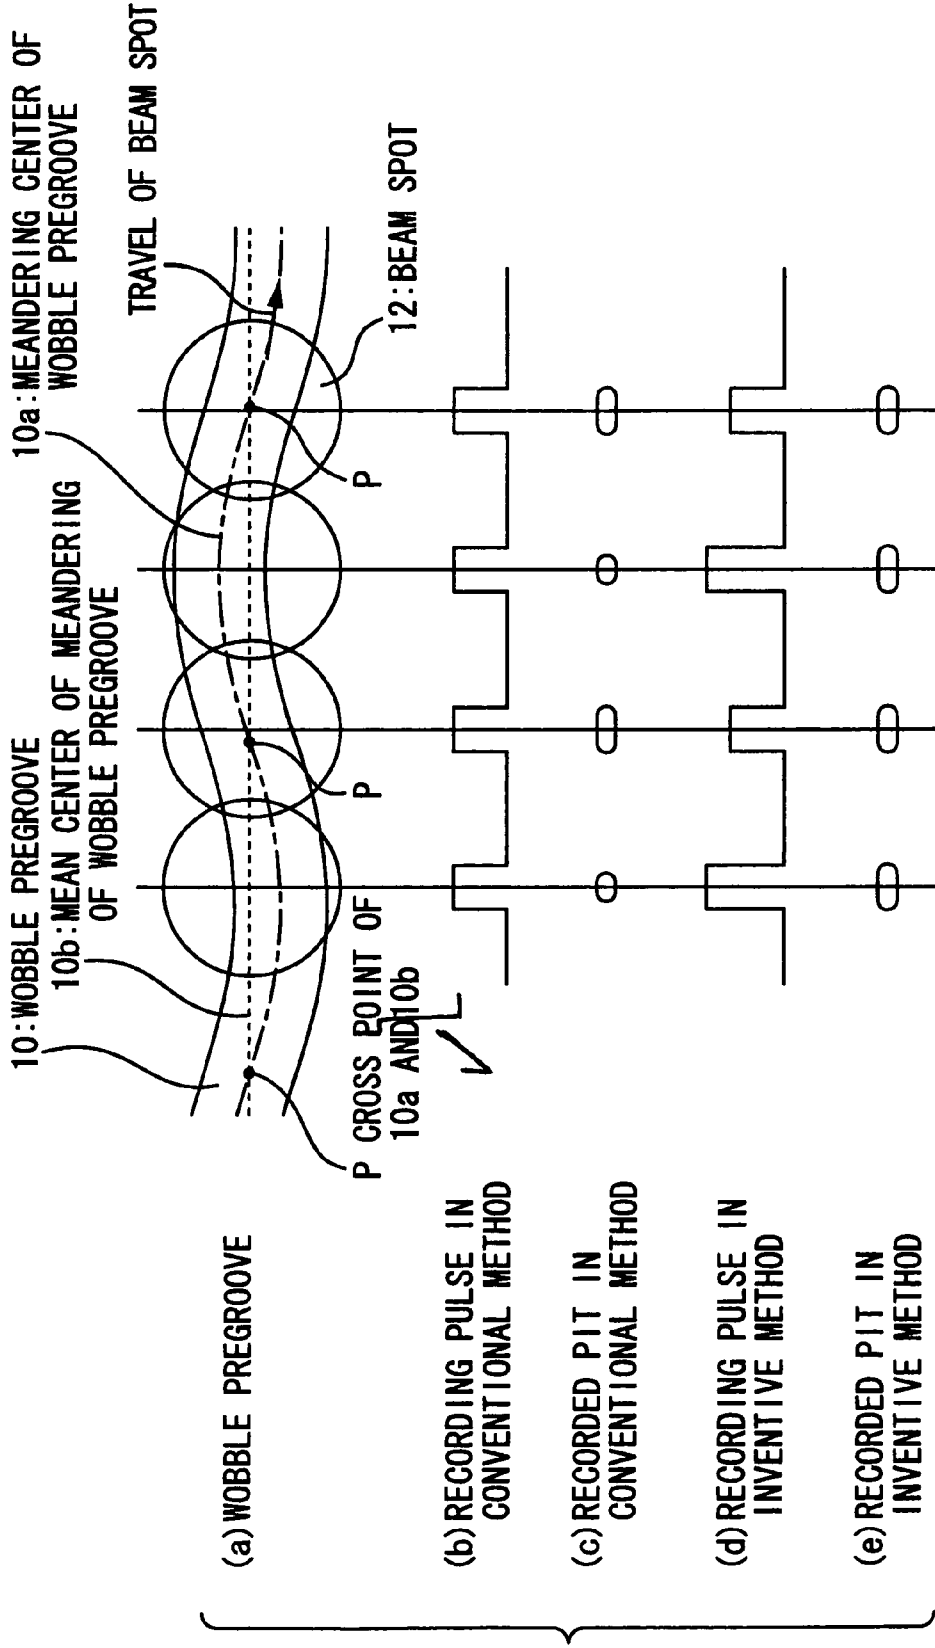 10:WOBBLE PREGROOVE
10b:MEAN CENTER OF MEANDERING
OF WOBBLE PREGROOVE
10a:MEANDERING CENTER OF
WOBBLE PREGROOVE
TRAVEL OF BEAM SPOT
(a)WOBBLE PREGROOVE
P CROSS POINT OF
10a AND10b
P
P
12:BEAM SPOT
(b)RECORDING PULSE IN
CONVENTIONAL METHOD
(c)RECORDED PIT IN
CONVENTIONAL METHOD
(d)RECORDING PULSE IN
INVENTIVE METHOD
(e)RECORDED PIT IN
INVENTIVE METHOD